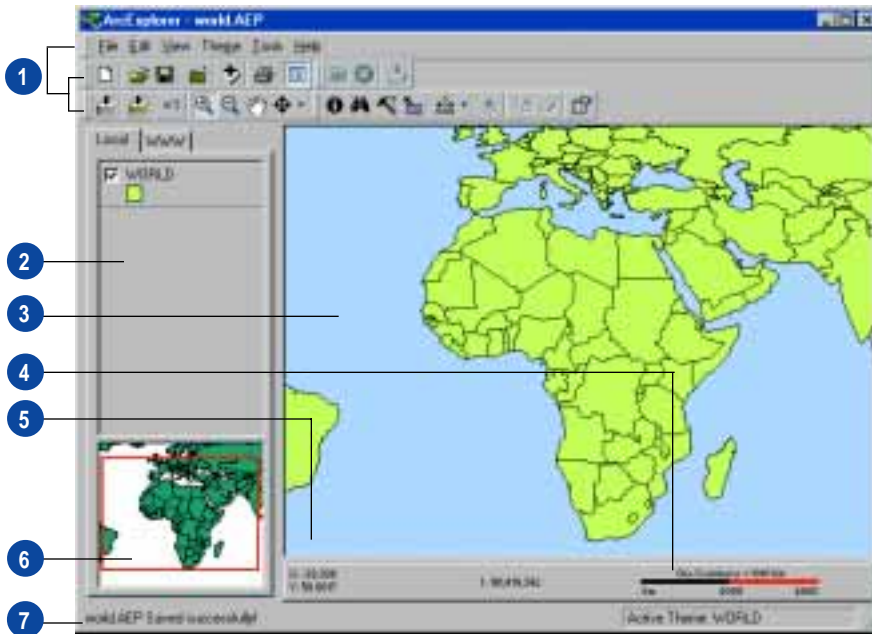 ArcExplorer - world.AEP
File Edit View Theme Tools Help
1
Local WWW
WORLD
2
3
4
5
6
7
world.AEP Saved successfully!
Active Theme: WORLD